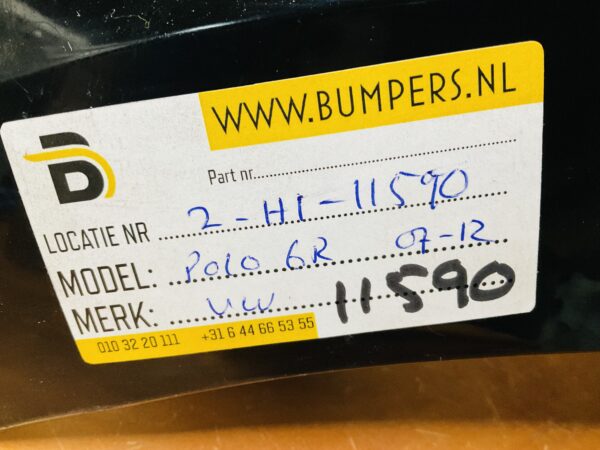 WWW.BUMPERS.NL
B
Part nr.
LOCATIE NR 2-H1-11590
MODEL: POLO 6R 07-12
MERK: VW 11590
010 32 20 111 +31 6 44 66 53 55